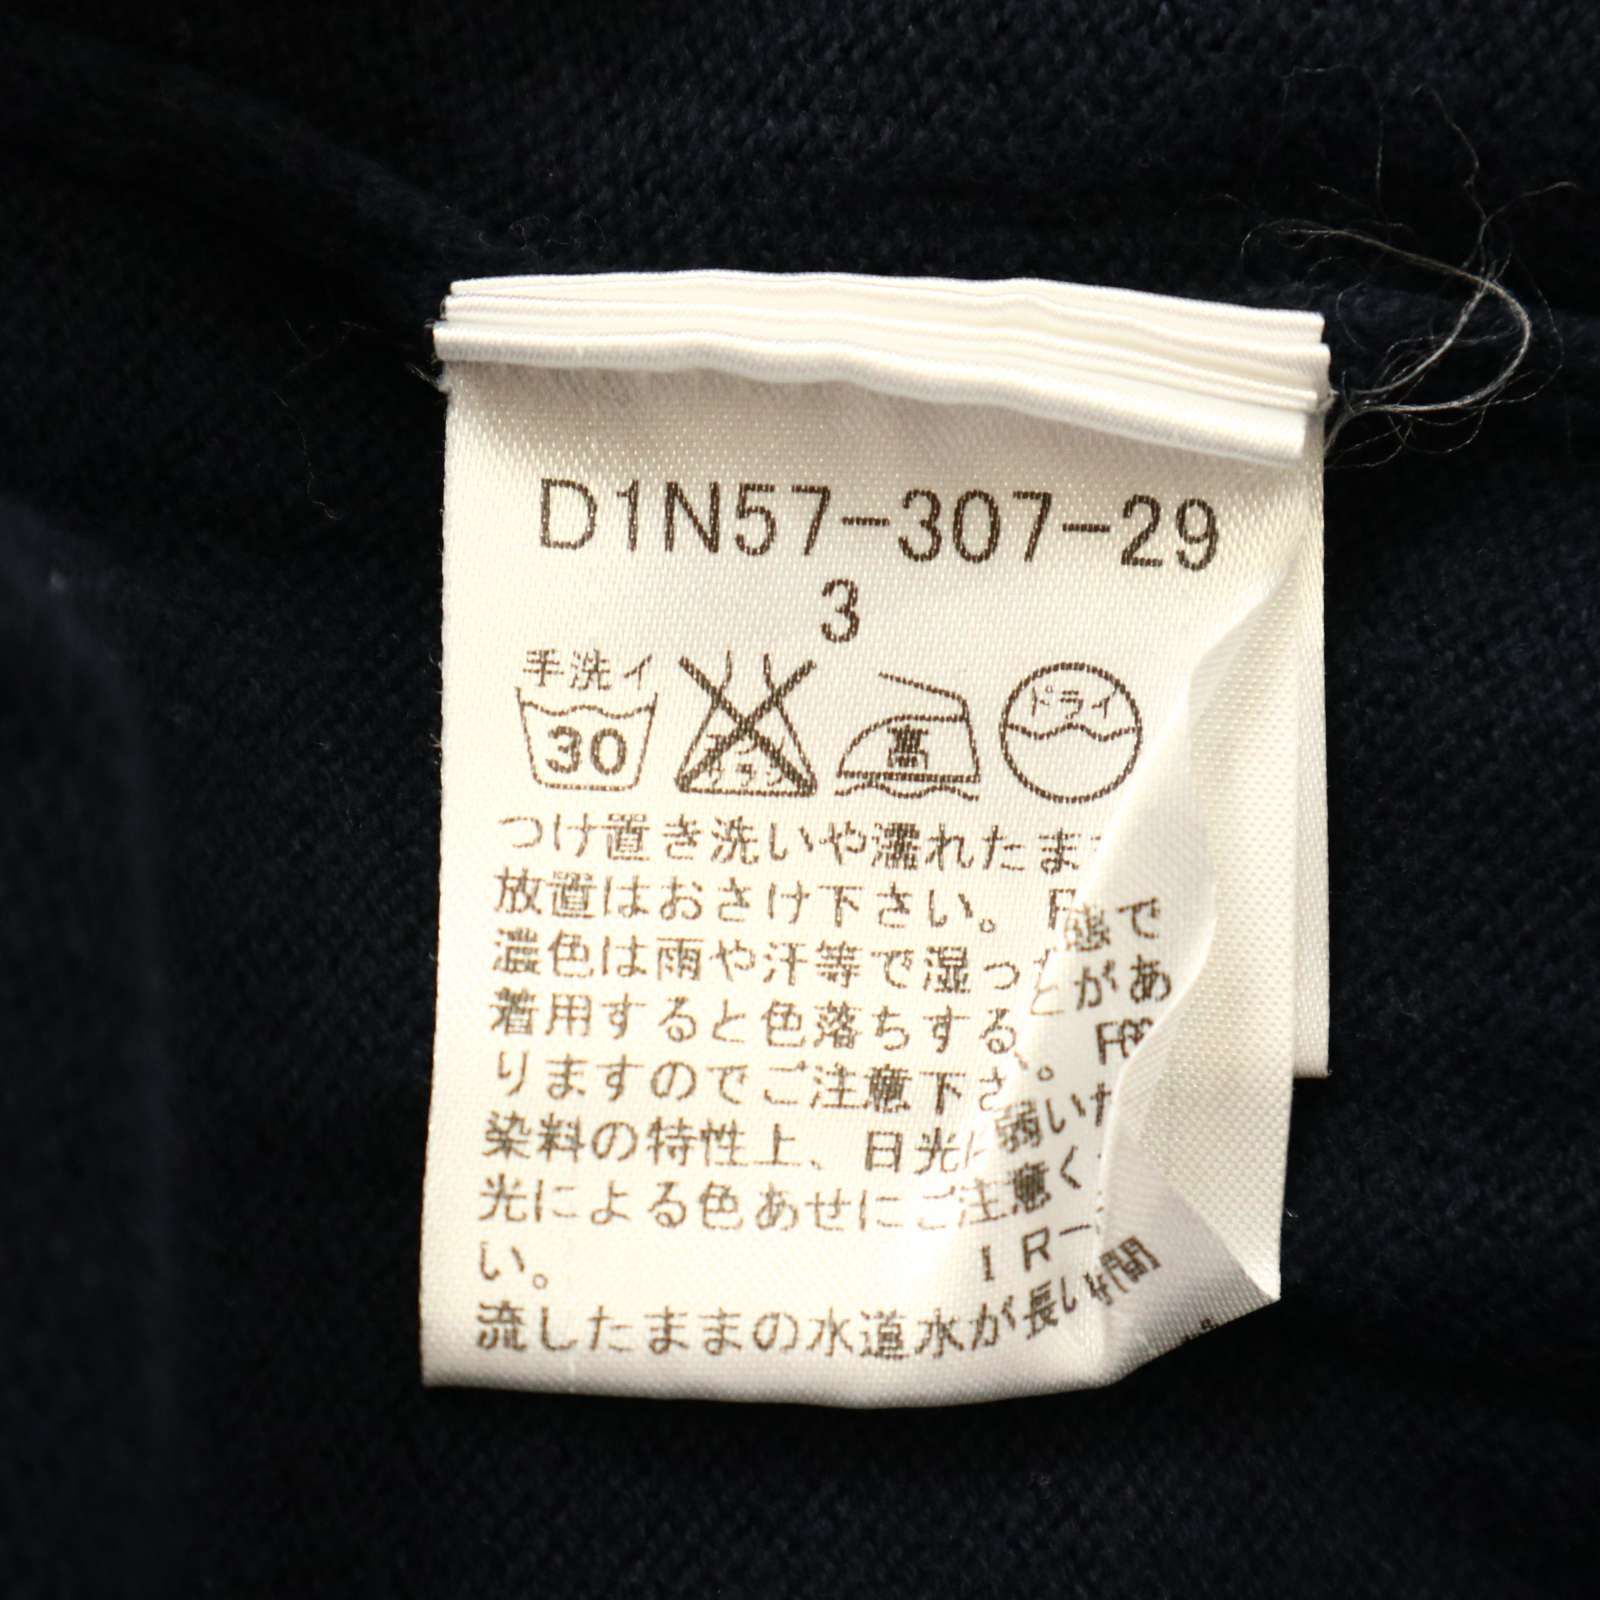 D1N57-307-29
3
手洗イ
30
高
ドライ
つけ置き洗いや濡れたま
放置はおさけ下さい。
濃色は雨や汗等で湿っ
着用すると色落ちする とがあ
りますのでご注意下さ
染料の特性上、日光 弱いた
光による色あせにご注意く
い。
流したままの水道水が長い